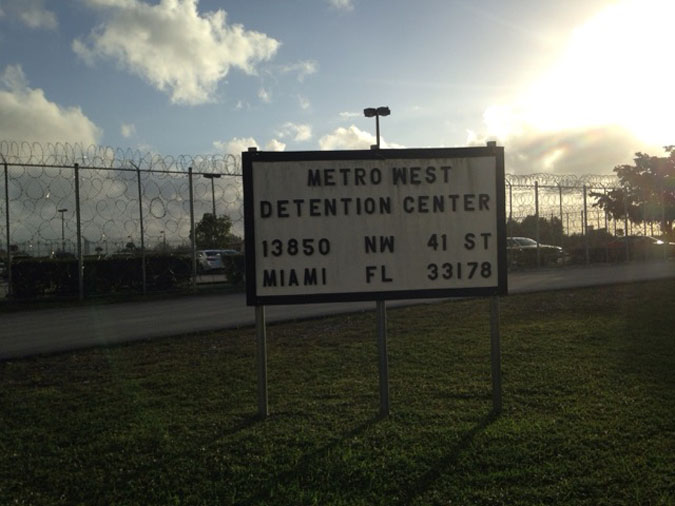 METRO WEST
DETENTION CENTER
13850 NW 41 ST
MIAMI FL 33178